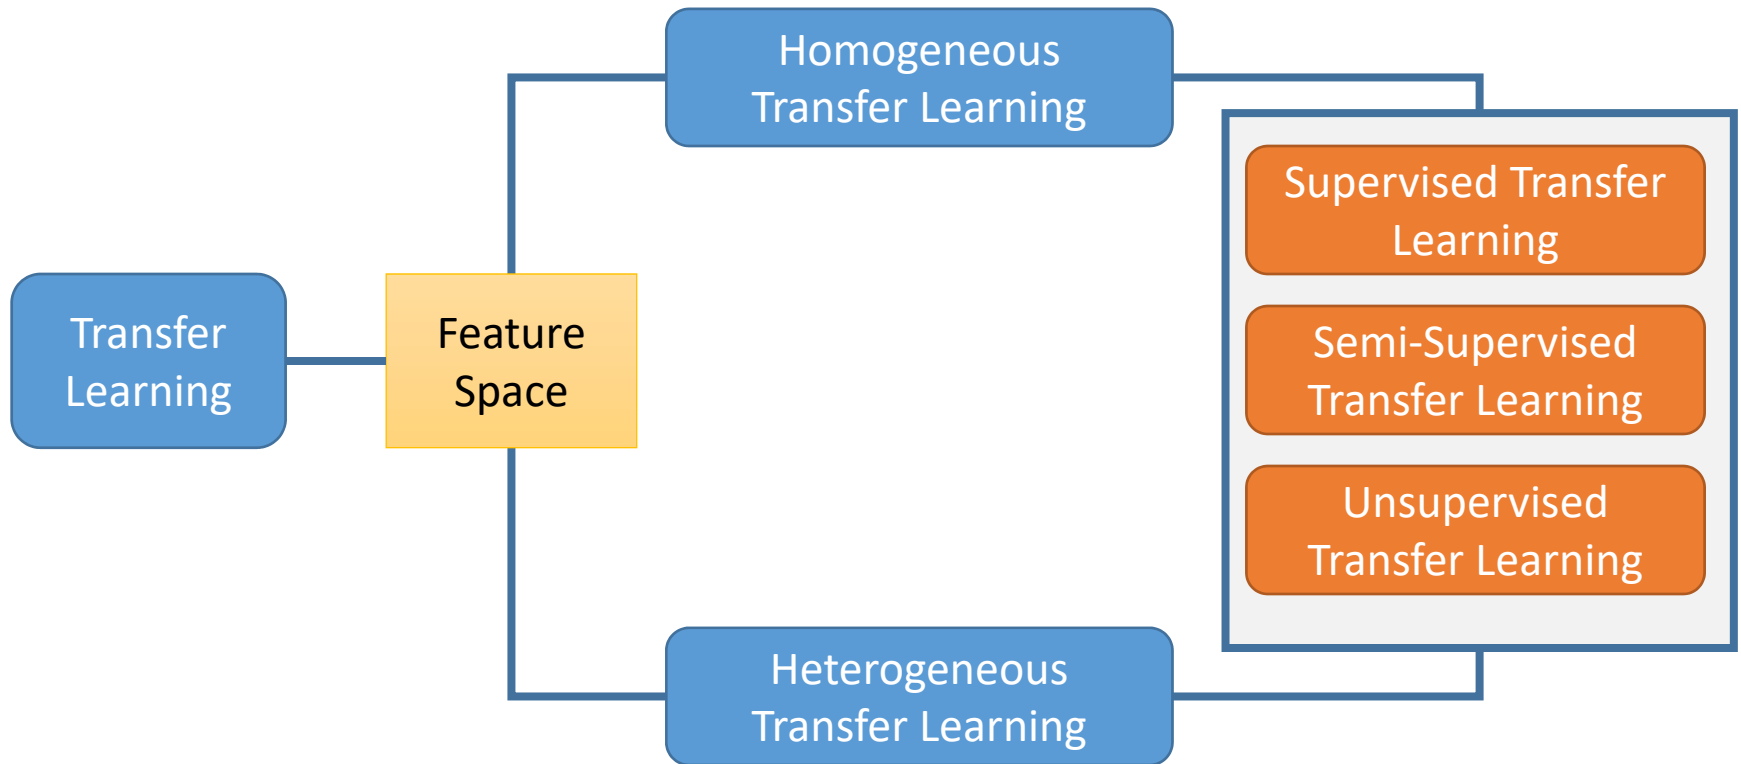 Transfer
Learning
Feature
Space
Homogeneous
Transfer Learning
Heterogeneous
Transfer Learning
Supervised Transfer
Learning
Semi-Supervised
Transfer Learning
Unsupervised
Transfer Learning